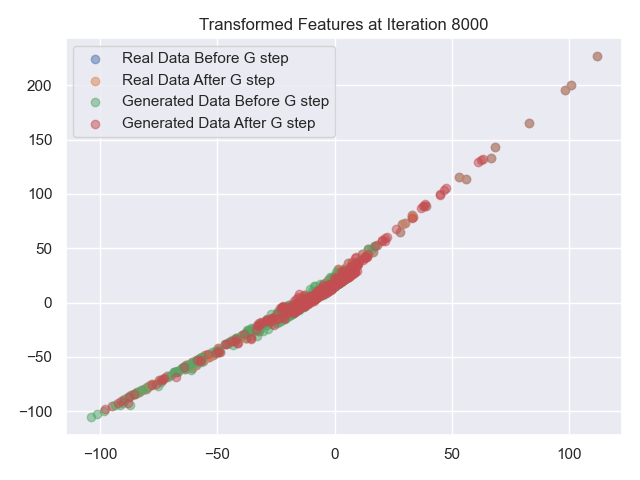 Transformed Features at Iteration 8000
Real Data Before G step
Real Data After G step
Generated Data Before G step
Generated Data After G step
200
150
100
50
0
−50
−100
−100 −50 0 50 100